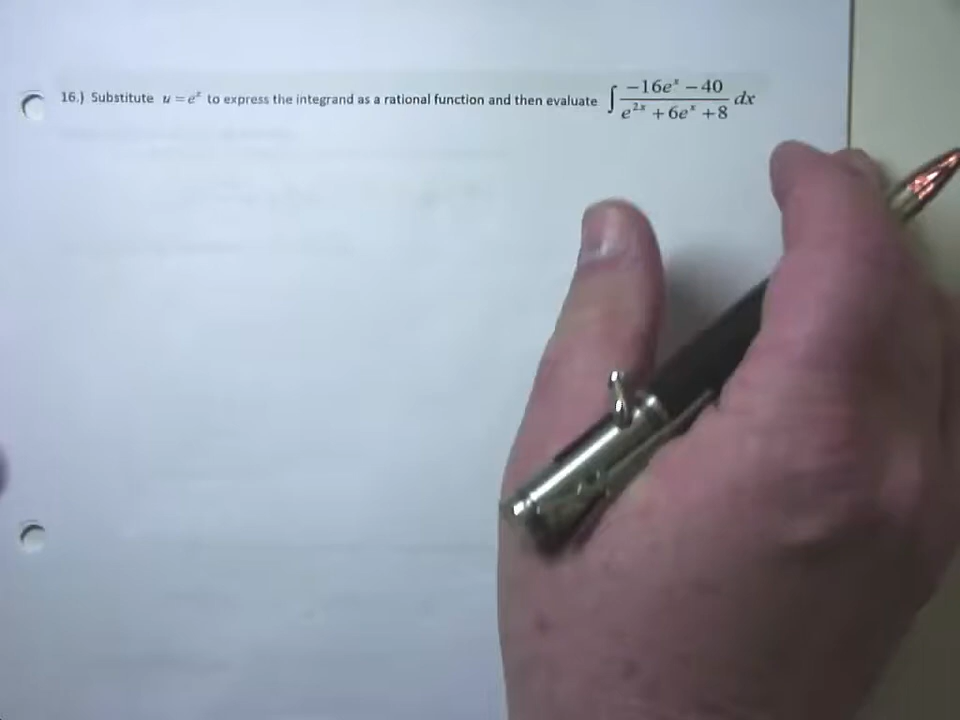 16.) Substitute u = e^x to express the integrand as a rational function and then evaluate ∫ (-16e^x - 40)/(e^{2x} + 6e^x + 8) dx